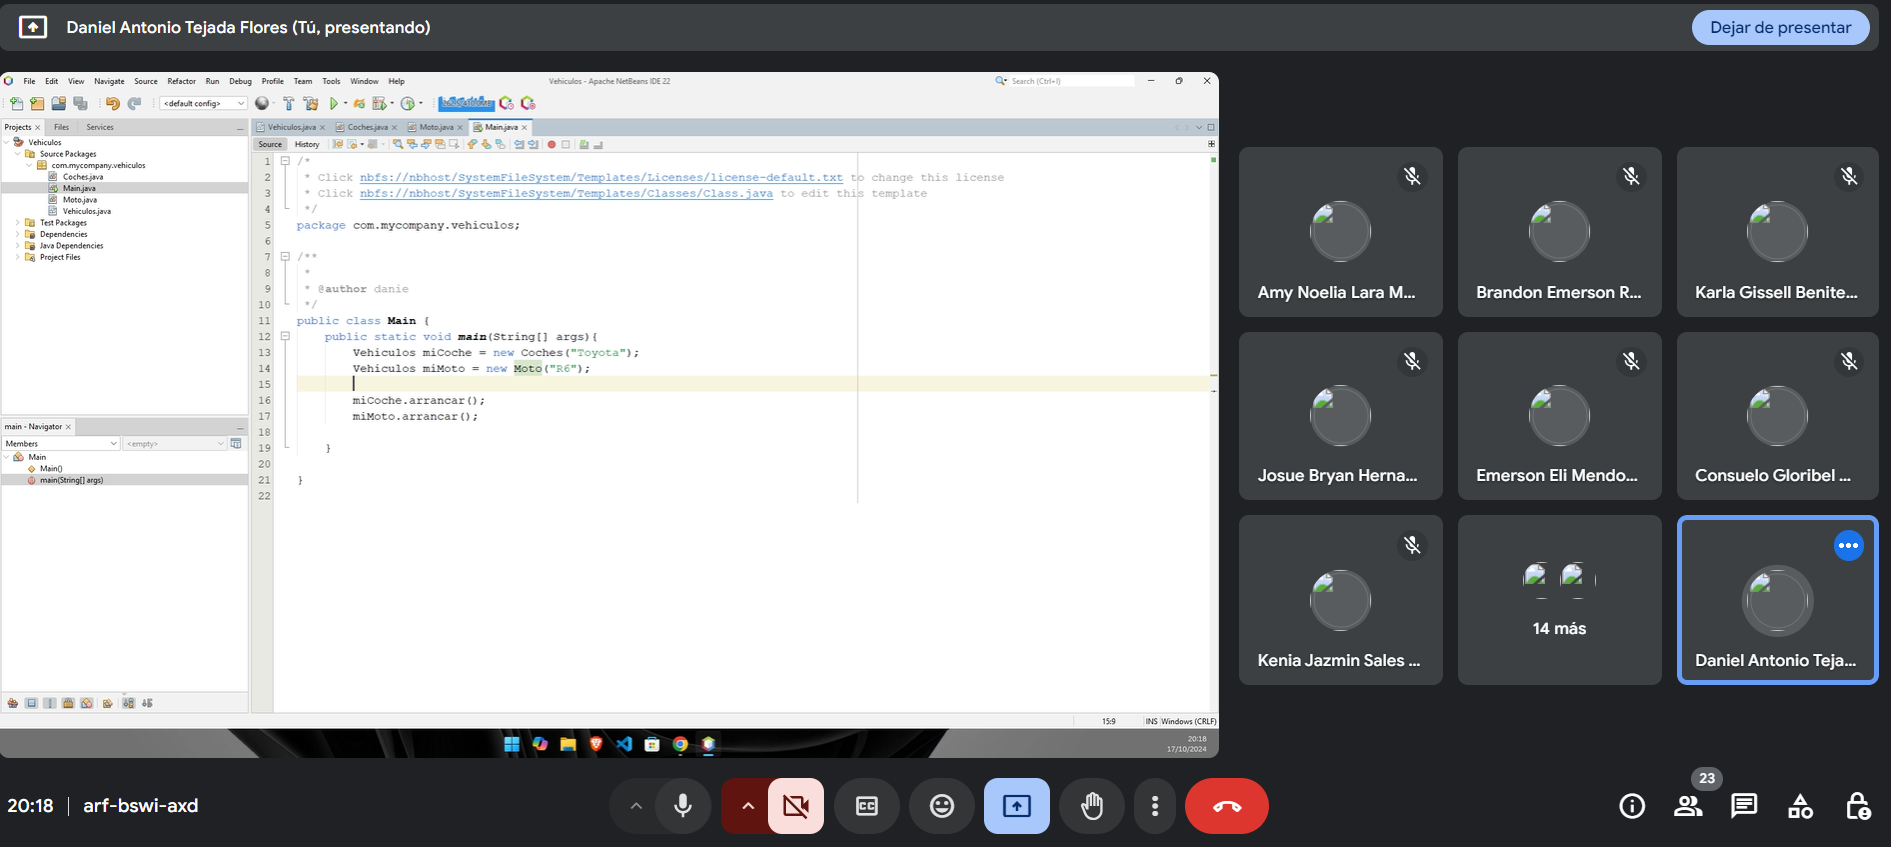 Daniel Antonio Tejada Flores (Tú, presentando)
Dejar de presentar
File Edit View Navigate Source Refactor Run Debug Profile Team Tools Window Help
Vehiculos - Apache NetBeans IDE 22
Search (Ctrl+I)
<default config>
Projects
Files
Services
Vehiculos
Source Packages
com.mycompany.vehiculos
Coches.java
Main.java
Moto.java
Vehiculos.java
Test Packages
Dependencies
Java Dependencies
Project Files
main - Navigator
Members
<empty>
Main
Main()
main(String[] args)
Vehiculos.java
Coches.java
Moto.java
Main.java
Source
History
1 /*
2 * Click nbfs://nbhost/SystemFileSystem/Templates/Licenses/license-default.txt to change this license
3 * Click nbfs://nbhost/SystemFileSystem/Templates/Classes/Class.java to edit this template
4 */
5 package com.mycompany.vehiculos;
6
7 /**
8 *
9 * @author danie
10 */
11 public class Main {
12 public static void main(String[] args){
13 Vehiculos miCoche = new Coches("Toyota");
14 Vehiculos miMoto = new Moto("R6");
15
16 miCoche.arrancar();
17 miMoto.arrancar();
18
19 }
20
21 }
22
15:9
INS
Windows (CRLF)
20:18
17/10/2024
Amy Noelia Lara M...
Brandon Emerson R...
Karla Gissell Benite...
Josue Bryan Herna...
Emerson Eli Mendo...
Consuelo Gloribel ...
Kenia Jazmin Sales ...
14 más
Daniel Antonio Teja...
20:18 | arf-bswi-axd
CC
23